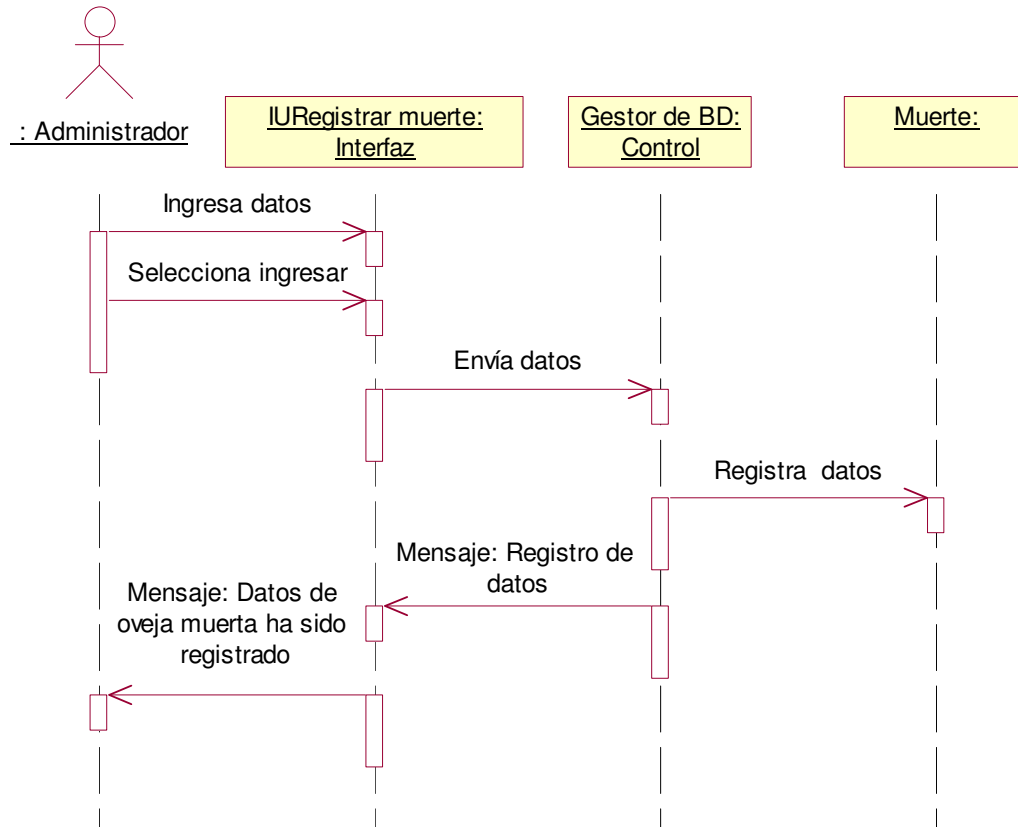 : Administrador
IURegistrar muerte:
Interfaz
Gestor de BD:
Control
Muerte:
Ingresa datos
Selecciona ingresar
Envía datos
Registra  datos
Mensaje: Registro de
datos
Mensaje: Datos de
oveja muerta ha sido
registrado